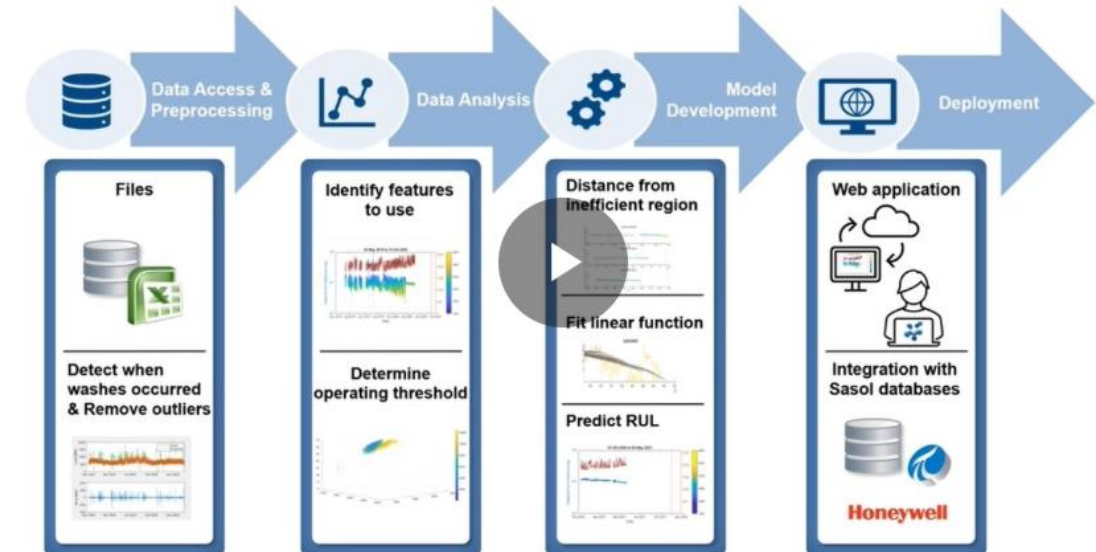 Data Access &
Preprocessing
Data Analysis
Model
Development
Deployment
Files
Detect when
washes occurred
& Remove outliers
Identify features
to use
Determine
operating threshold
Distance from
inefficient region
Fit linear function
Predict RUL
Web application
Integration with
Sasol databases
Honeywell